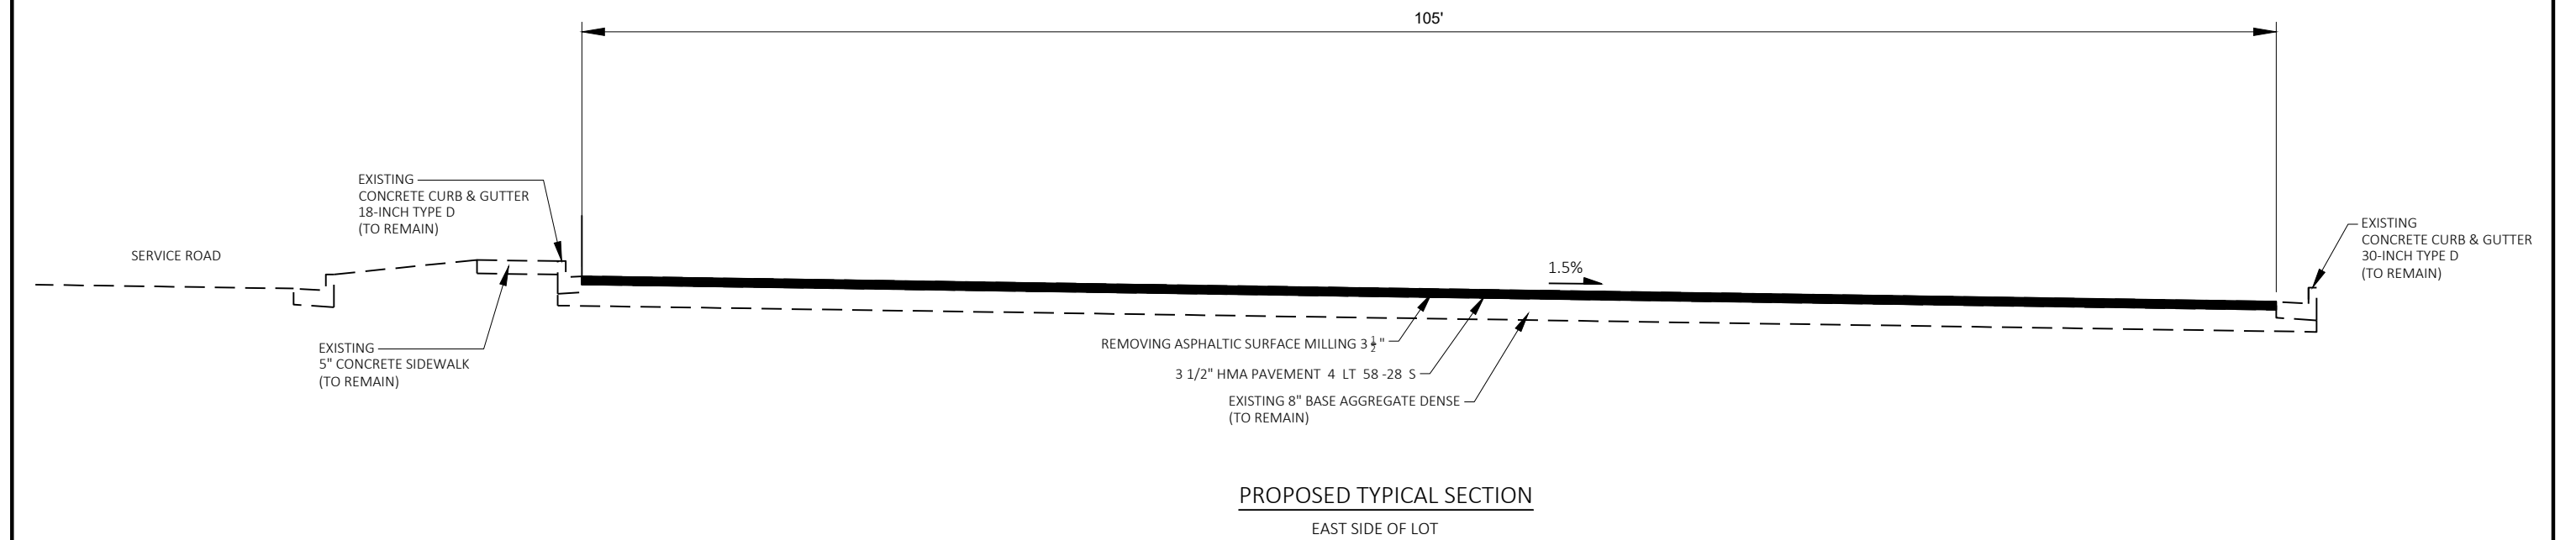 105'
EXISTING
CONCRETE CURB & GUTTER
18-INCH TYPE D
(TO REMAIN)
SERVICE ROAD
EXISTING
5" CONCRETE SIDEWALK
(TO REMAIN)
1.5%
EXISTING
CONCRETE CURB & GUTTER
30-INCH TYPE D
(TO REMAIN)
REMOVING ASPHALTIC SURFACE MILLING 3 1/2"
3 1/2" HMA PAVEMENT 4 LT 58 -28 S
EXISTING 8" BASE AGGREGATE DENSE
(TO REMAIN)
PROPOSED TYPICAL SECTION
EAST SIDE OF LOT